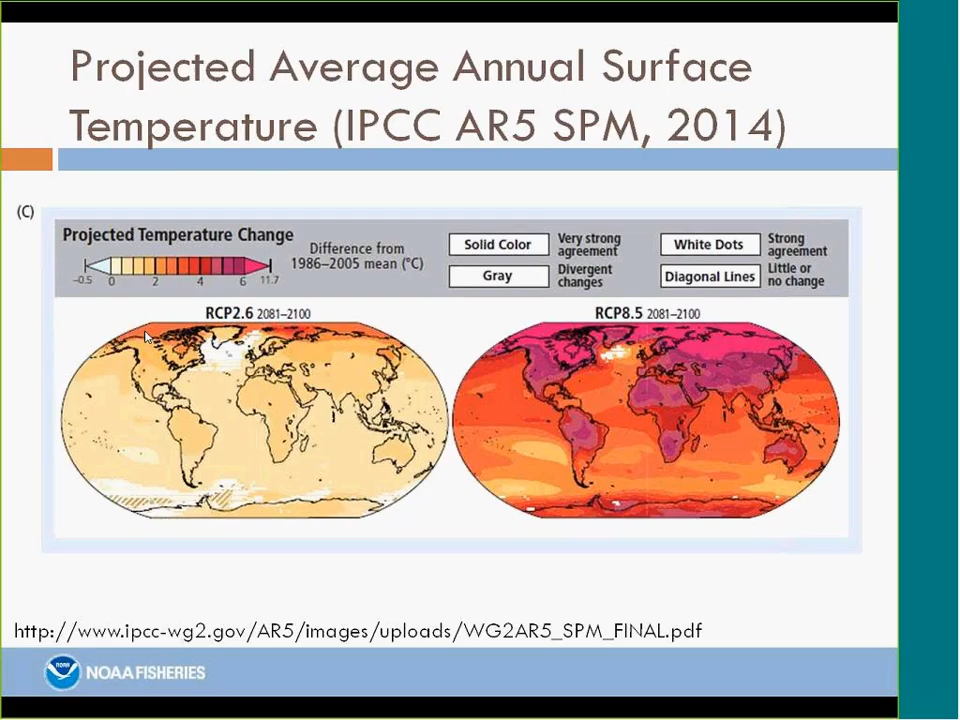 Projected Average Annual Surface
Temperature (IPCC AR5 SPM, 2014)
(C)
Projected Temperature Change
Difference from
1986–2005 mean (°C)
−0.5 0 2 4 6 11.7
Solid Color
Very strong
agreement
White Dots
Strong
agreement
Gray
Divergent
changes
Diagonal Lines
Little or
no change
RCP2.6 2081–2100
RCP8.5 2081–2100
http://www.ipcc-wg2.gov/AR5/images/uploads/WG2AR5_SPM_FINAL.pdf
NOAA
NOAA FISHERIES